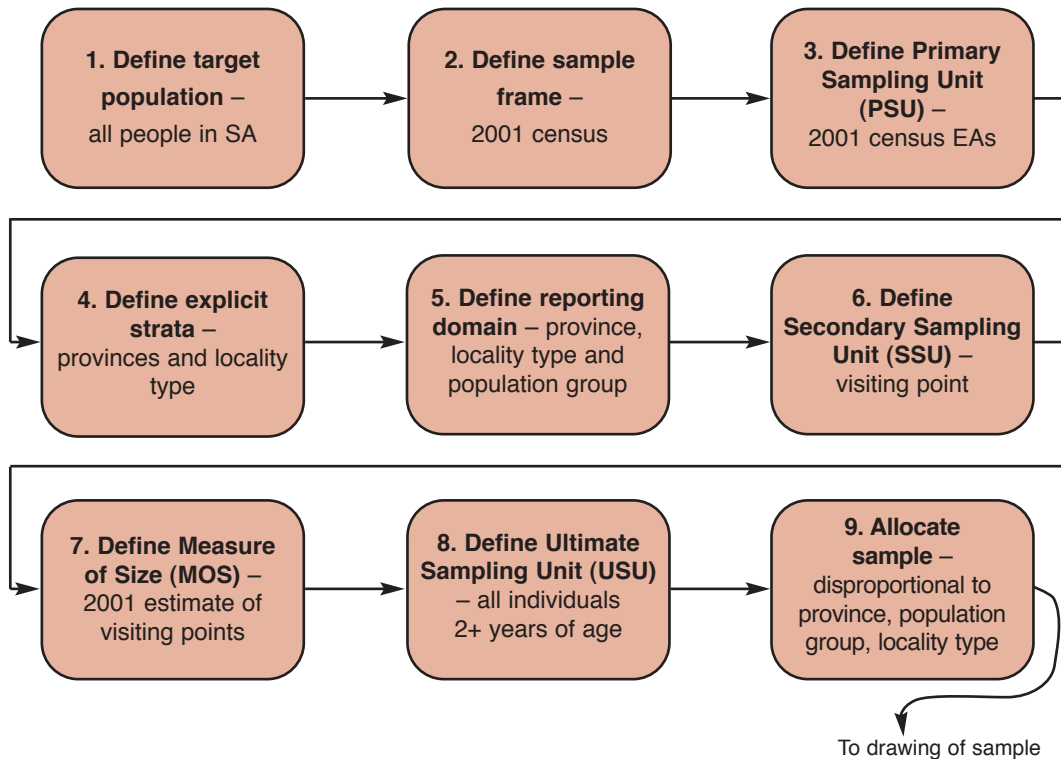 1. Define target
population –
all people in SA
2. Define sample
frame –
2001 census
3. Define Primary
Sampling Unit
(PSU) –
2001 census EAs
4. Define explicit
strata –
provinces and locality
type
5. Define reporting
domain – province,
locality type and
population group
6. Define
Secondary Sampling
Unit (SSU) –
visiting point
7. Define Measure
of Size (MOS) –
2001 estimate of
visiting points
8. Define Ultimate
Sampling Unit (USU)
– all individuals
2+ years of age
9. Allocate
sample –
disproportional to
province, population
group, locality type
To drawing of sample